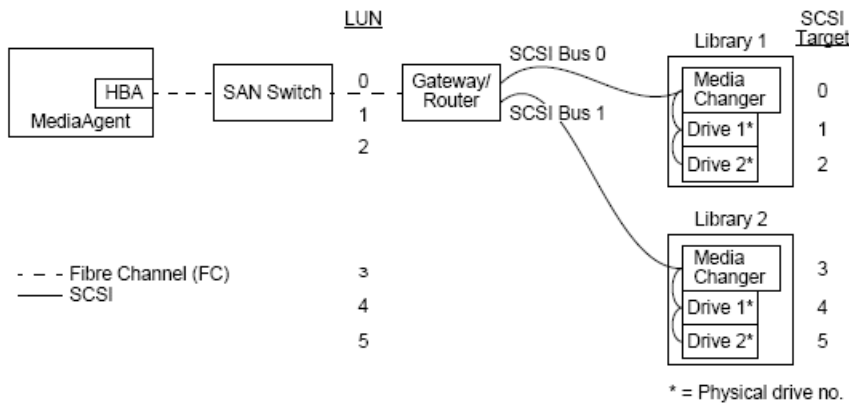 LUN
SCSI
Target
Library 1
SCSI Bus 0
Media
Changer
0
HBA
MediaAgent
SAN Switch
0
Gateway/
Router
1
SCSI Bus 1
Drive 1*
1
2
Drive 2*
2
Library 2
Media
Changer
3
Fibre Channel (FC)
SCSI
3
4
Drive 1*
4
5
Drive 2*
5
* = Physical drive no.